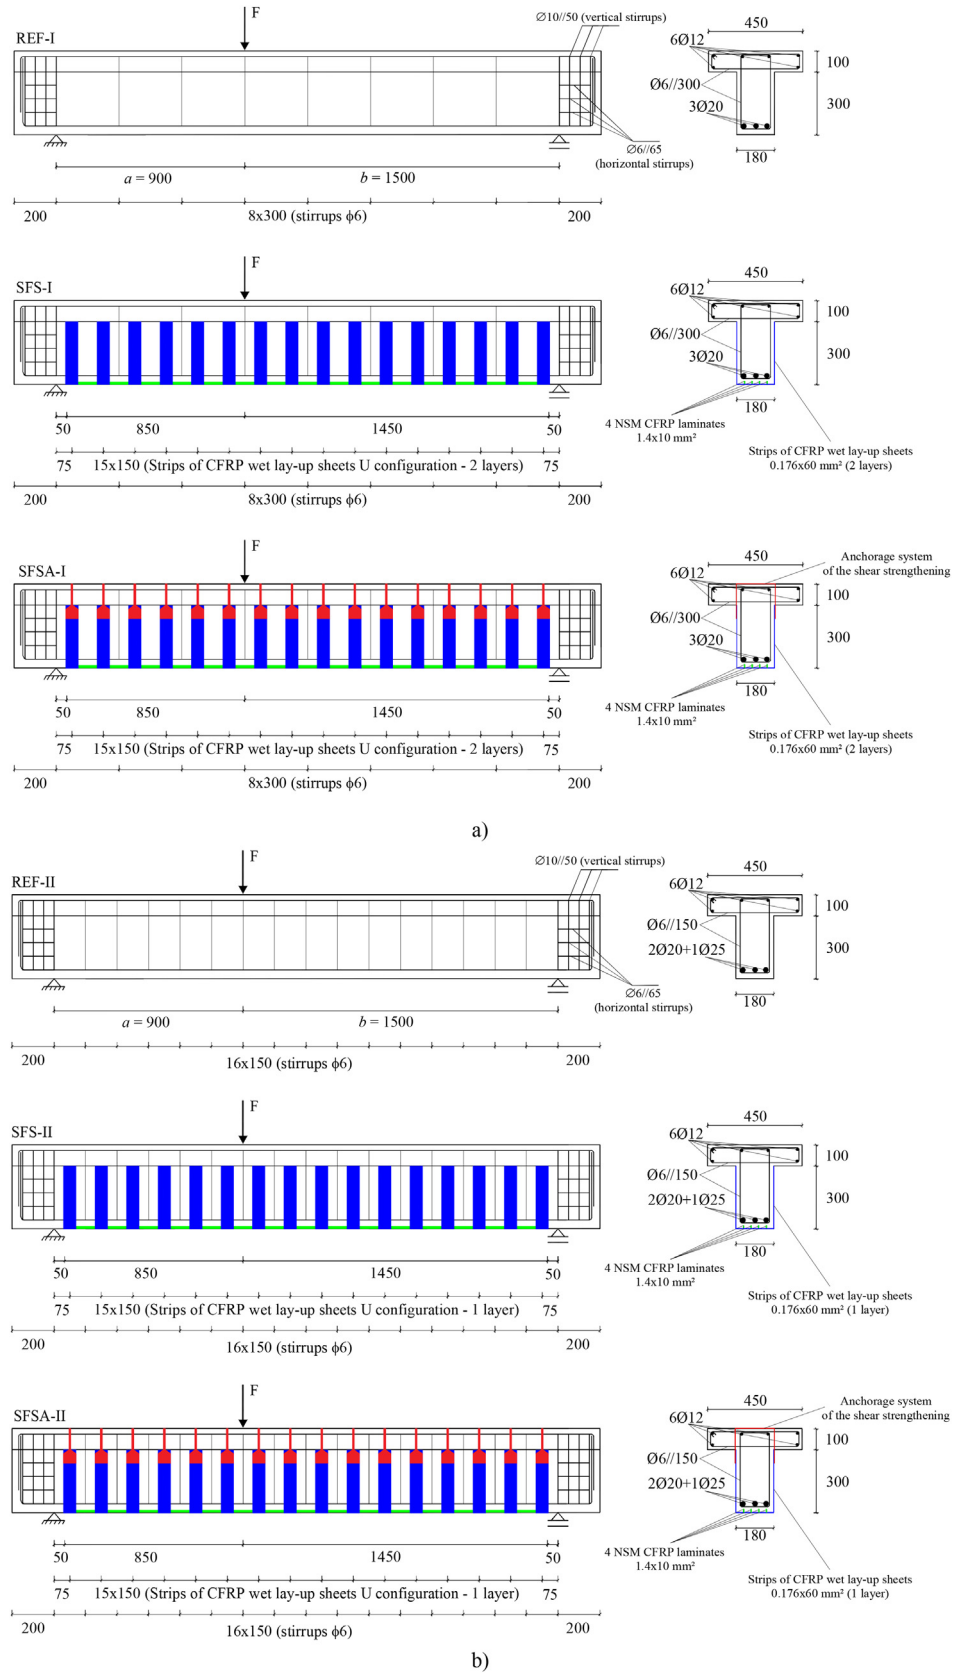 F
Ø10//50 (vertical stirrups)
450
REF-I
6Ø12
100
Ø6//300
300
3Ø20
Ø6//65
(horizontal stirrups)
180
a = 900
b = 1500
200
8x300 (stirrups ϕ6)
200
F
450
SFS-I
6Ø12
100
Ø6//300
300
3Ø20
180
4 NSM CFRP laminates
1.4x10 mm²
50
850
1450
50
Strips of CFRP wet lay-up sheets
0.176x60 mm² (2 layers)
75
15x150 (Strips of CFRP wet lay-up sheets U configuration - 2 layers)
75
200
8x300 (stirrups ϕ6)
200
F
450
Anchorage system
of the shear strengthening
SFSA-I
6Ø12
100
Ø6//300
300
3Ø20
180
4 NSM CFRP laminates
1.4x10 mm²
50
850
1450
50
Strips of CFRP wet lay-up sheets
0.176x60 mm² (2 layers)
75
15x150 (Strips of CFRP wet lay-up sheets U configuration - 2 layers)
75
200
8x300 (stirrups ϕ6)
200
a)
F
Ø10//50 (vertical stirrups)
450
REF-II
6Ø12
100
Ø6//150
300
2Ø20+1Ø25
Ø6//65
(horizontal stirrups)
180
a = 900
b = 1500
200
16x150 (stirrups ϕ6)
200
F
450
SFS-II
6Ø12
100
Ø6//150
300
2Ø20+1Ø25
180
4 NSM CFRP laminates
1.4x10 mm²
50
850
1450
50
Strips of CFRP wet lay-up sheets
0.176x60 mm² (1 layer)
75
15x150 (Strips of CFRP wet lay-up sheets U configuration - 1 layer)
75
200
16x150 (stirrups ϕ6)
200
F
450
Anchorage system
of the shear strengthening
SFSA-II
6Ø12
100
Ø6//150
300
2Ø20+1Ø25
180
4 NSM CFRP laminates
1.4x10 mm²
50
850
1450
50
Strips of CFRP wet lay-up sheets
0.176x60 mm² (1 layer)
75
15x150 (Strips of CFRP wet lay-up sheets U configuration - 1 layer)
75
200
16x150 (stirrups ϕ6)
200
b)